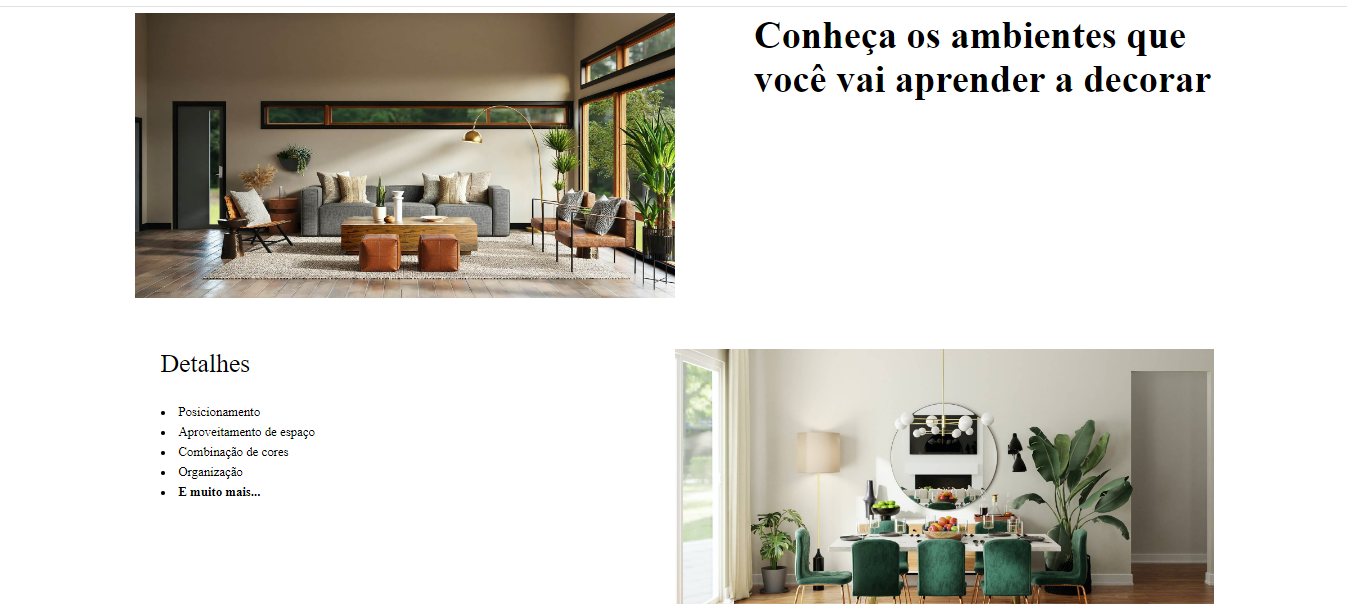 Conheça os ambientes que
você vai aprender a decorar
Detalhes
Posicionamento
Aproveitamento de espaço
Combinação de cores
Organização
E muito mais...